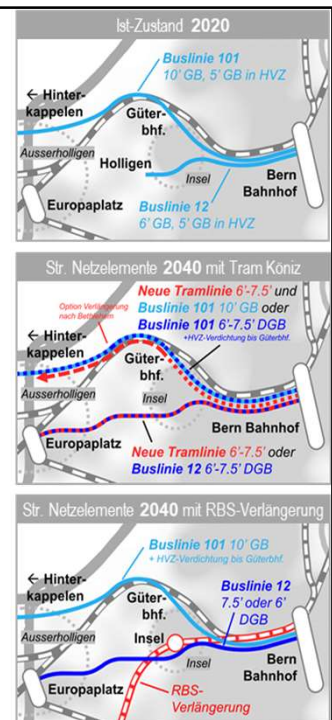 Ist-Zustand 2020
Buslinie 101
10' GB, 5' GB in HVZ
← Hinter-
kappelen
Güter-
bhf.
Ausserholligen
Holligen
Insel
Bern
Bahnhof
Europaplatz
Buslinie 12
6' GB, 5' GB in HVZ
Str. Netzelemente 2040 mit Tram Köniz
Neue Tramlinie 6'-7.5' und
Buslinie 101 10' GB oder
Buslinie 101 6'-7.5' DGB
+HVZ-Verdichtung bis Güterbhf.
Option Verlängerung
nach Bethlehem
← Hinter-
kappelen
Güter-
bhf.
Ausserholligen
Insel
Bern Bahnhof
Europaplatz
Neue Tramlinie 6'-7.5' oder
Buslinie 12 6'-7.5' DGB
Str. Netzelemente 2040 mit RBS-Verlängerung
Buslinie 101 10' GB
+ HVZ-Verdichtung bis Güterbhf.
← Hinter-
kappelen
Buslinie 12
7.5' oder 6'
DGB
Güter-
bhf.
Ausserholligen
Insel
Insel
Bern
Bahnhof
Europaplatz
RBS-
Verlängerung